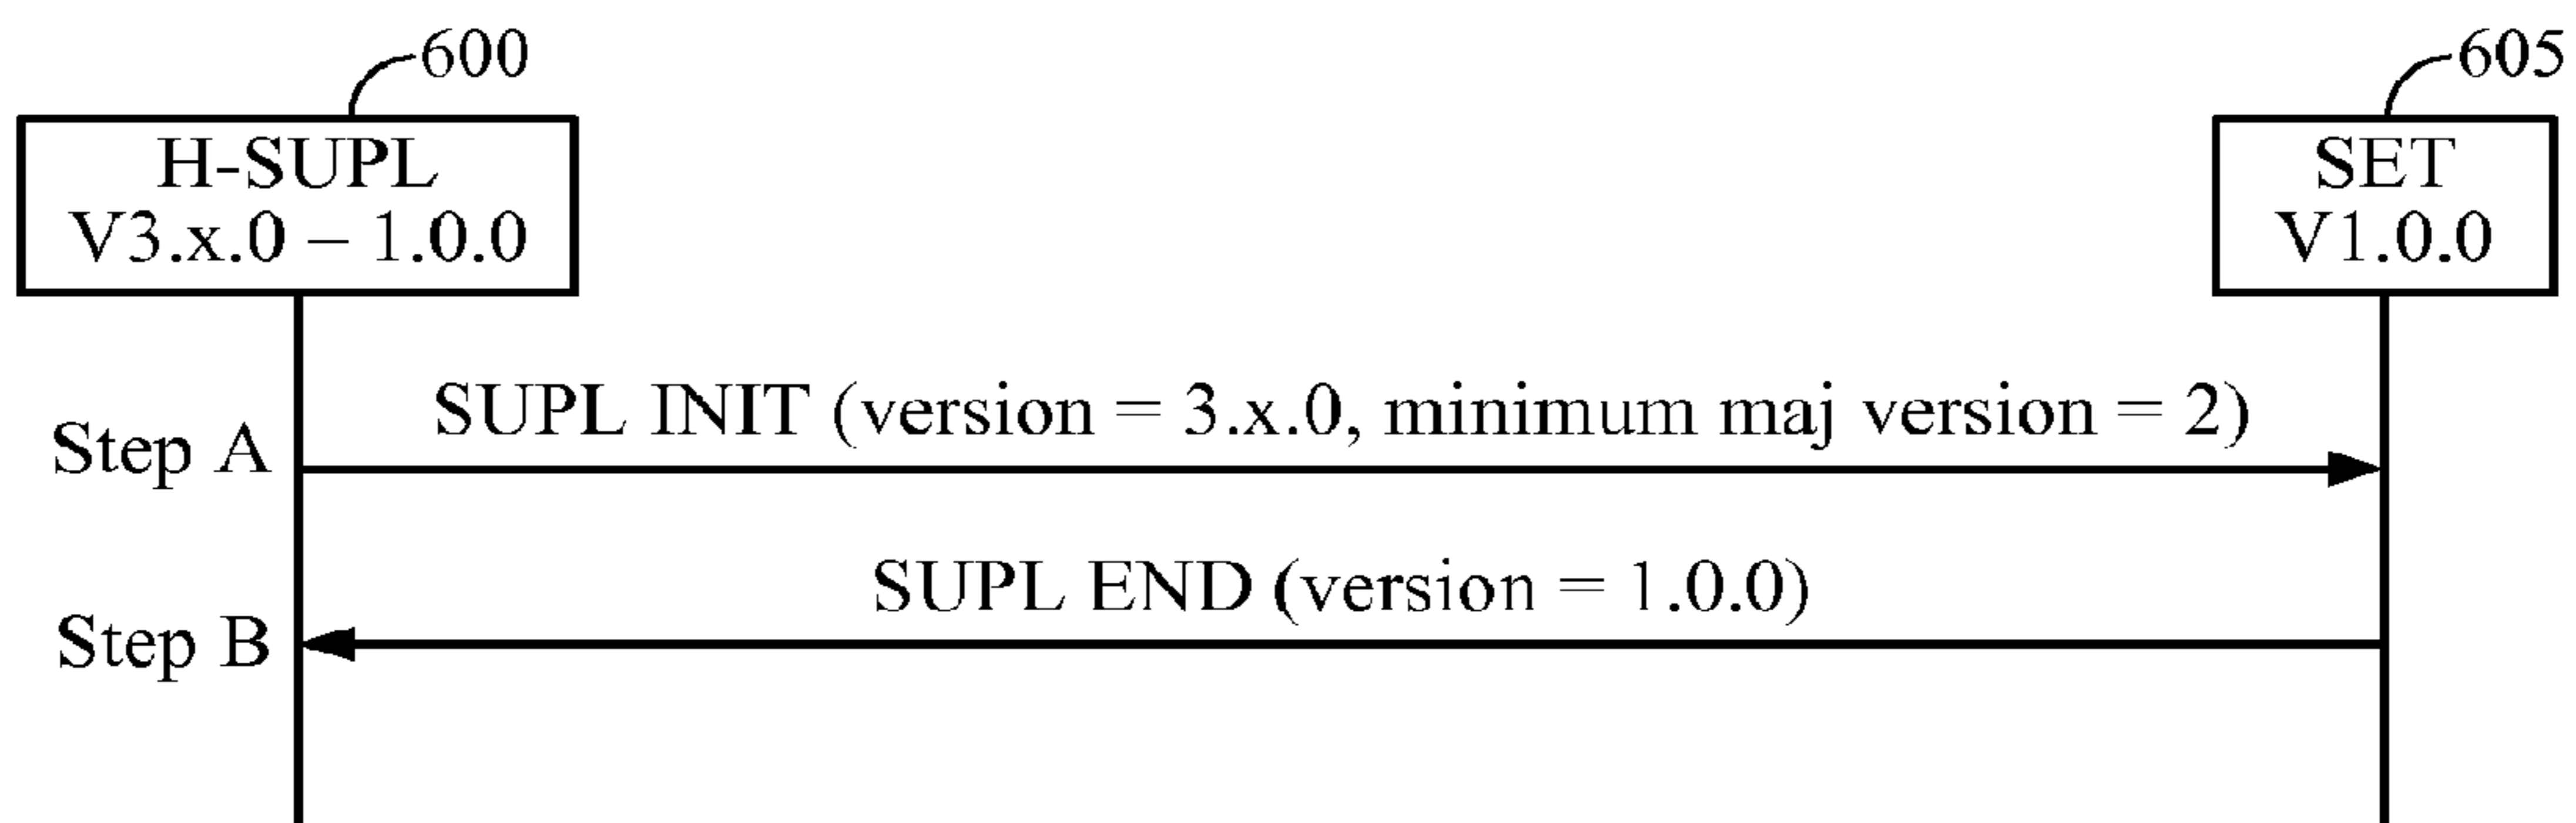 600
605
H-SUPL
V3.x.0 – 1.0.0
SET
V1.0.0
SUPL INIT (version = 3.x.0, minimum maj version = 2)
Step A
SUPL END (version = 1.0.0)
Step B